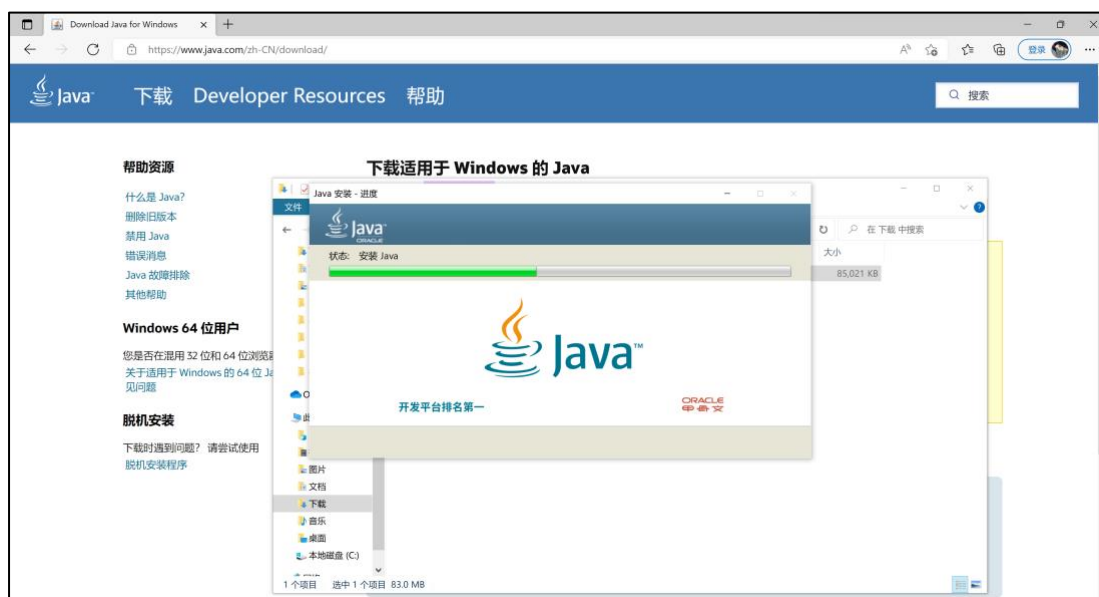 Download Java for Windows
https://www.java.com/zh-CN/download/
登录
Java
下载 Developer Resources 帮助
搜索
帮助资源
什么是 Java?
删除旧版本
禁用 Java
错误消息
Java 故障排除
其他帮助
Windows 64 位用户
您是否在混用 32 位和 64 位浏览
关于适用于 Windows 的 64 位
见问题
脱机安装
下载时遇到问题? 请尝试使用
脱机安装程序
下载适用于 Windows 的 Java
文件
在 下载 中搜索
大小
85,021 KB
Java 安装 - 进度
Java
ORACLE
状态: 安装 Java
Java™
开发平台排名第一
ORACLE
甲骨文
图片
文档
下载
音乐
桌面
本地磁盘 (C:)
1 个项目 选中 1 个项目 83.0 MB